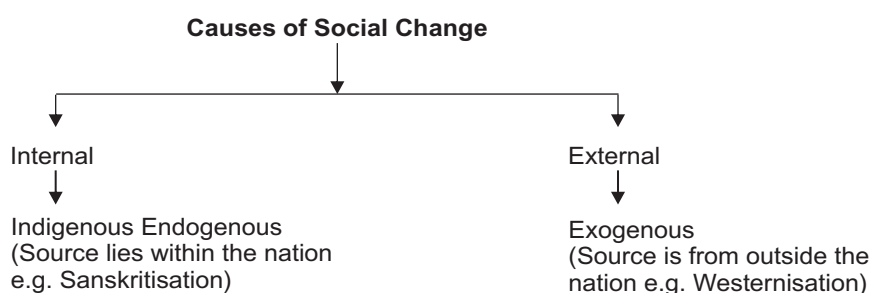 Causes of Social Change
Internal
External
Indigenous Endogenous
(Source lies within the nation
e.g. Sanskritisation)
Exogenous
(Source is from outside the
nation e.g. Westernisation)